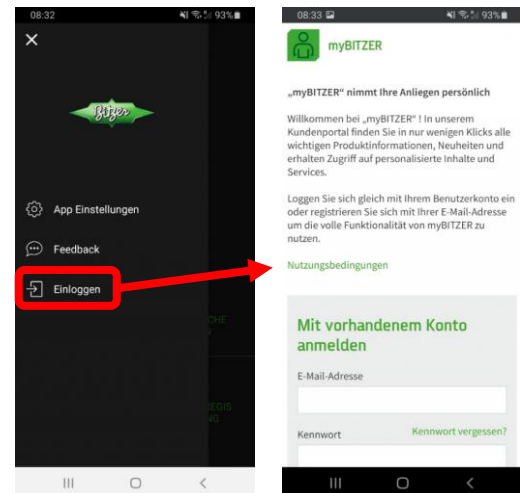 08:32
93%
Bitzer
App Einstellungen
Feedback
Einloggen
CHE
EGIS
NG
08:33
93%
myBITZER
„myBITZER“ nimmt Ihre Anliegen persönlich
Willkommen bei „myBITZER“ ! In unserem
Kundenportal finden Sie in nur wenigen Klicks alle
wichtigen Produktinformationen, Neuheiten und
erhalten Zugriff auf personalisierte Inhalte und
Services.
Loggen Sie sich gleich mit Ihrem Benutzerkonto ein
oder registrieren Sie sich mit Ihrer E-Mail-Adresse
um die volle Funktionalität von myBITZER zu
nutzen.
Nutzungsbedingungen
Mit vorhandenem Konto
anmelden
E-Mail-Adresse
Kennwort Kennwort vergessen?